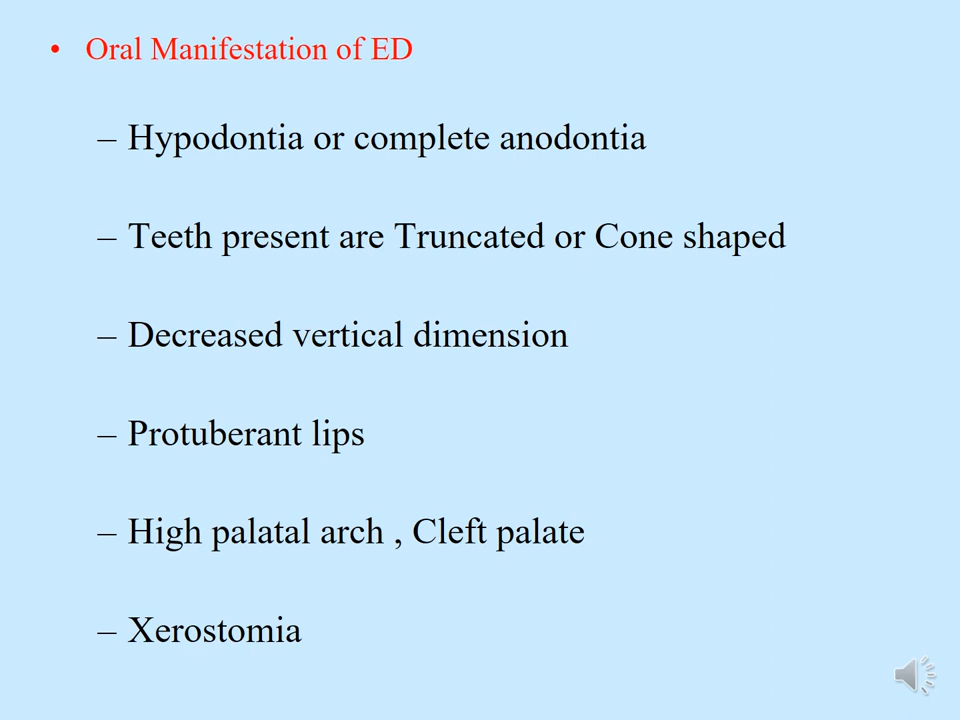 • Oral Manifestation of ED
– Hypodontia or complete anodontia
– Teeth present are Truncated or Cone shaped
– Decreased vertical dimension
– Protuberant lips
– High palatal arch , Cleft palate
– Xerostomia